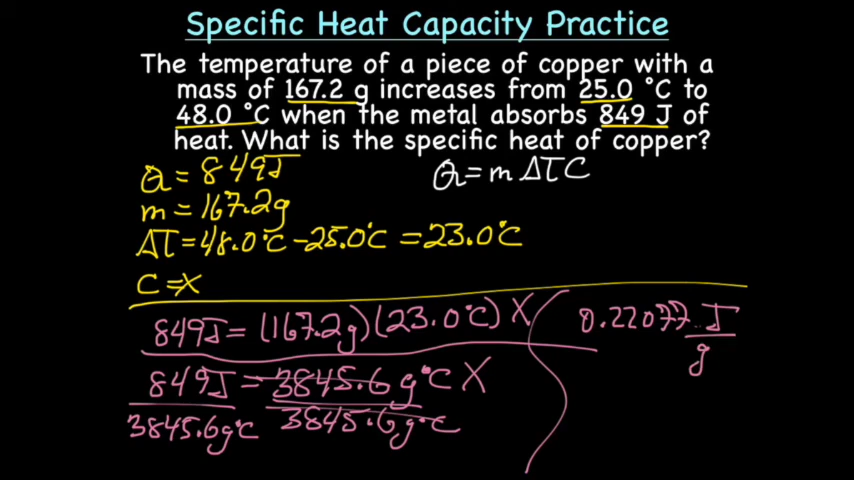 Specific Heat Capacity Practice
The temperature of a piece of copper with a
mass of 167.2 g increases from 25.0 °C to
48.0 °C when the metal absorbs 849 J of
heat. What is the specific heat of copper?
Q = 849J
Q = m ΔT C
m = 167.2g
ΔT = 48.0°C - 25.0°C = 23.0°C
C = X
849J = (167.2g)(23.0°C) X
0.22077 J
g
849J = 3845.6 g°C X
3845.6g°C 3845.6g°C